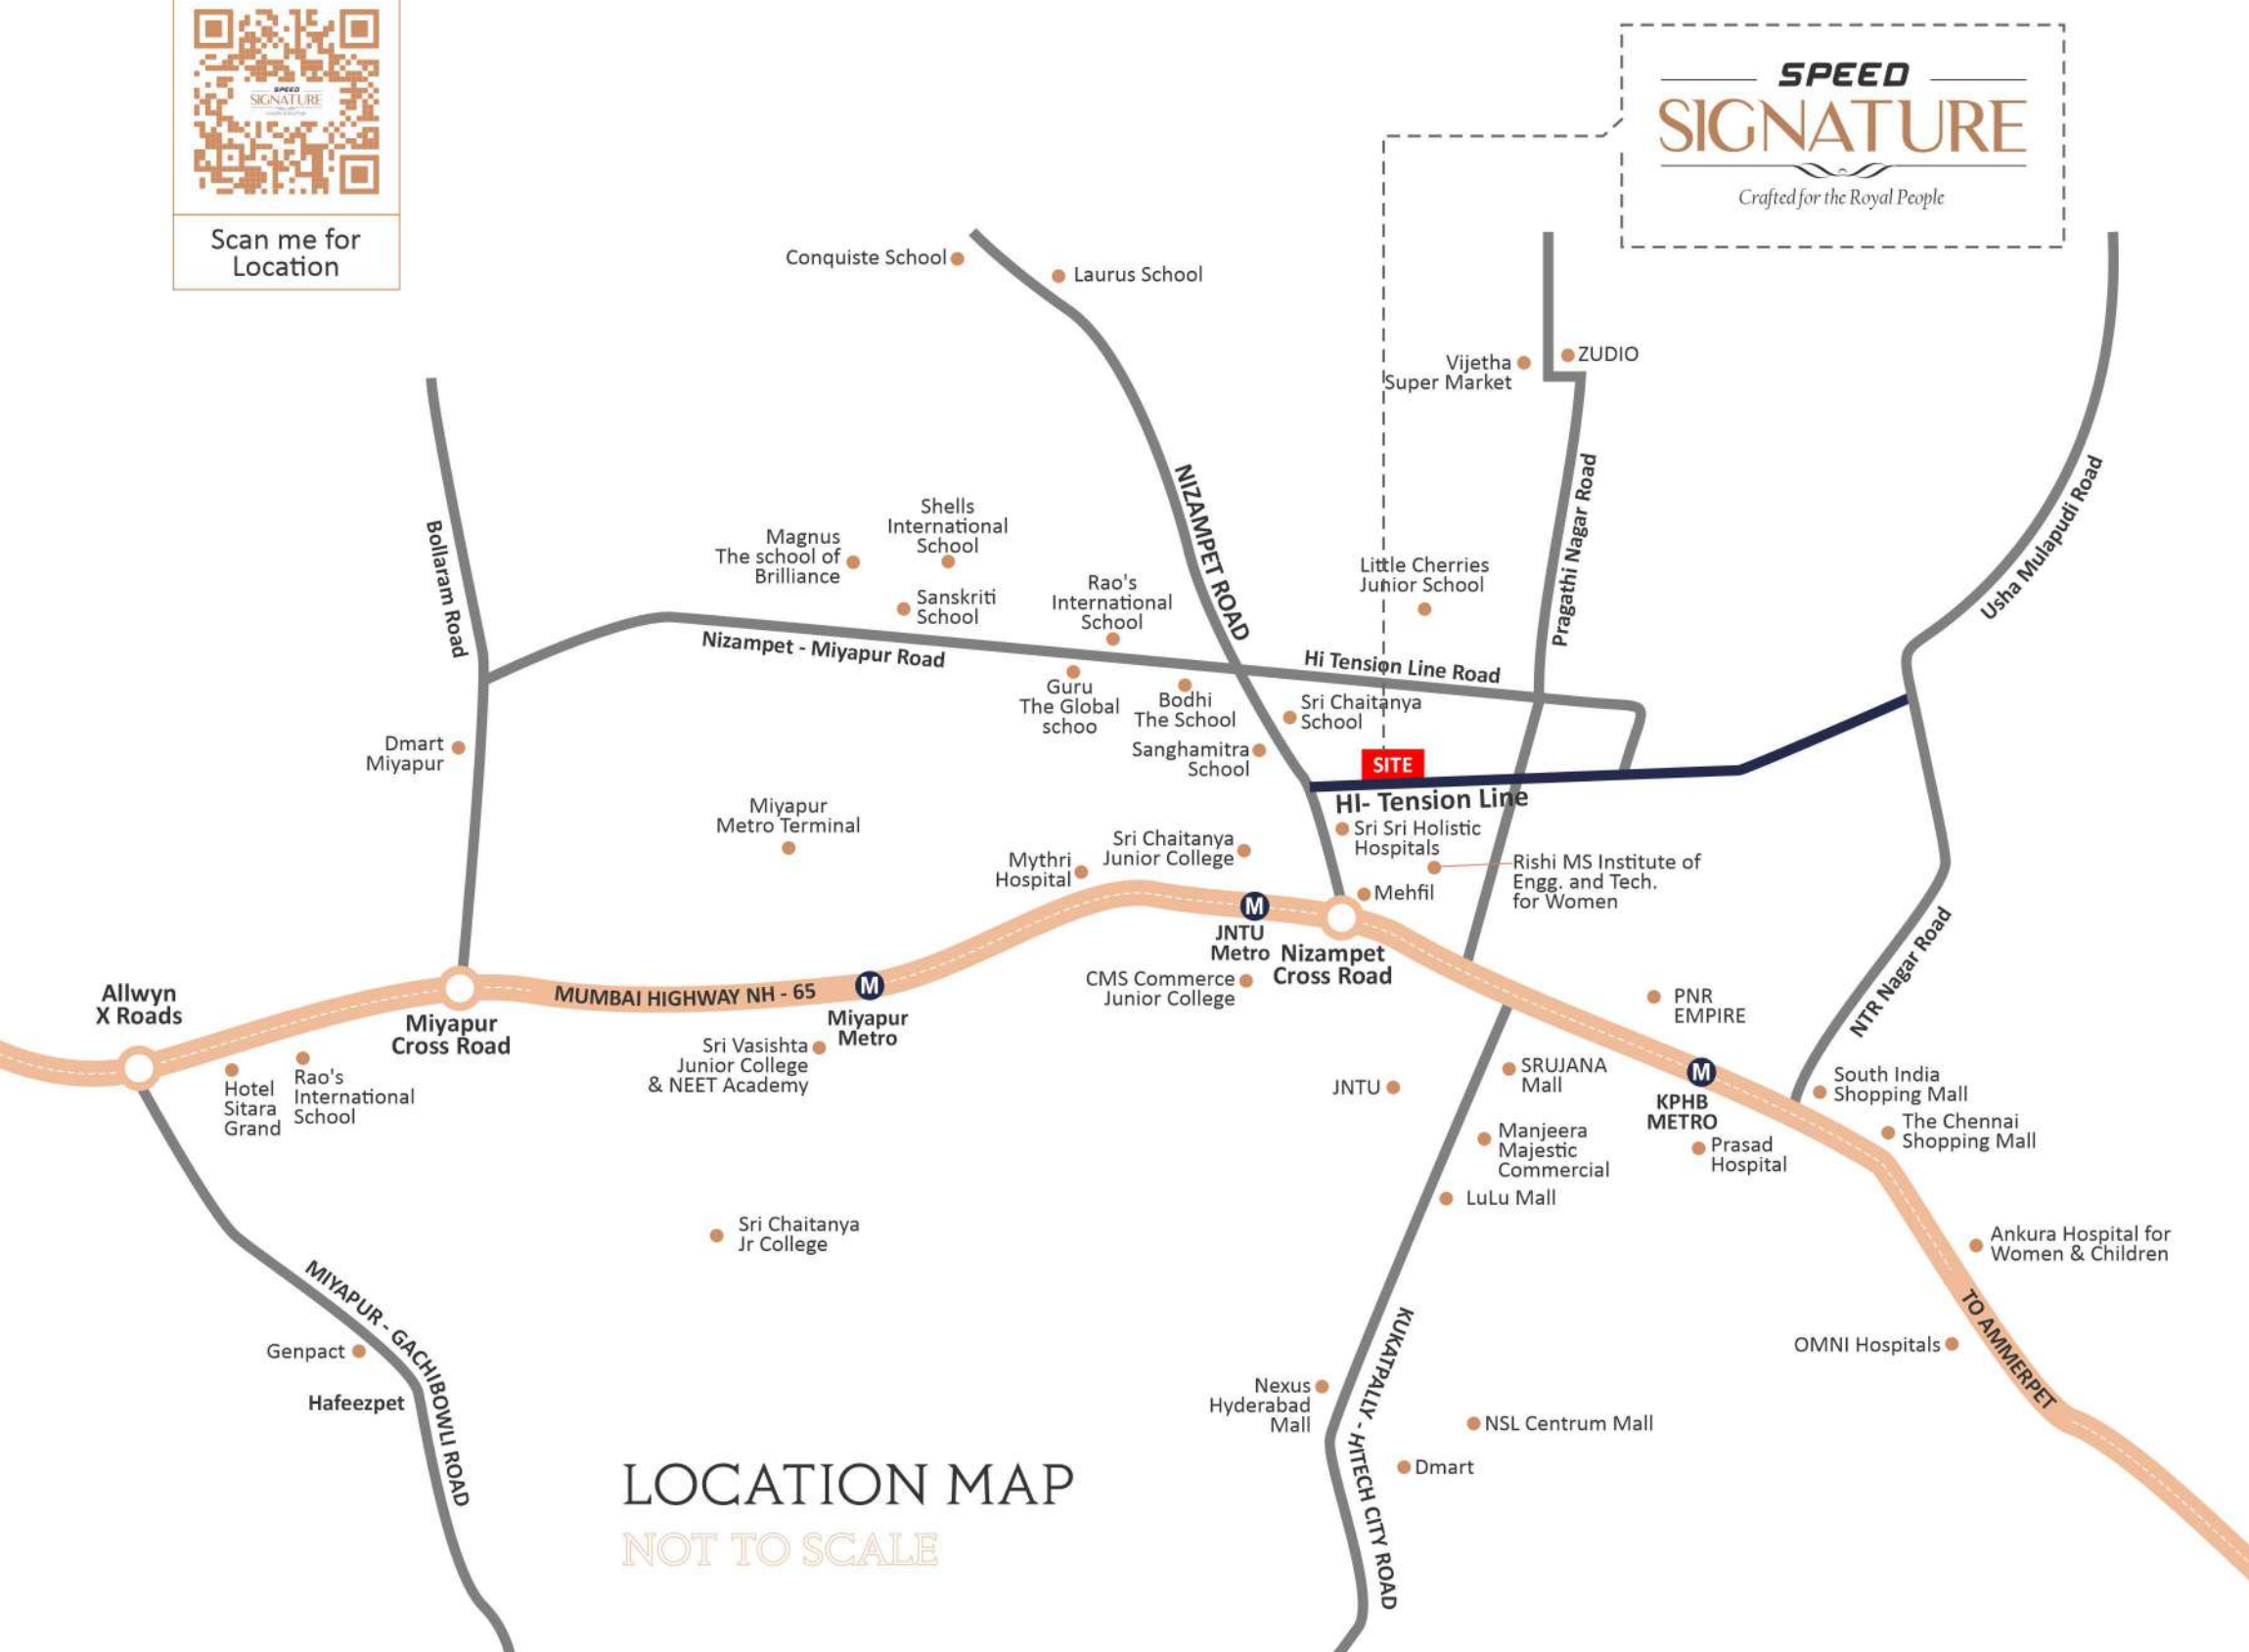 SPEED
SIGNATURE
Scan me for
Location
SPEED
SIGNATURE
Crafted for the Royal People
Conquiste School
Laurus School
Vijetha
Super Market
ZUDIO
Bollaram Road
NIZAMPET ROAD
Pragathi Nagar Road
Usha Mulapudi Road
Shells
International
School
Magnus
The school of
Brilliance
Sanskriti
School
Rao's
International
School
Little Cherries
Junior School
Nizampet - Miyapur Road
Hi Tension Line Road
Guru
The Global
schoo
Bodhi
The School
Sri Chaitanya
School
Sanghamitra
School
Dmart
Miyapur
SITE
HI- Tension Line
Miyapur
Metro Terminal
Sri Sri Holistic
Hospitals
Sri Chaitanya
Junior College
Mythri
Hospital
Rishi MS Institute of
Engg. and Tech.
for Women
Mehfil
M
JNTU
Metro
Nizampet
Cross Road
CMS Commerce
Junior College
NTR Nagar Road
Allwyn
X Roads
Miyapur
Cross Road
MUMBAI HIGHWAY NH - 65
M
Miyapur
Metro
PNR
EMPIRE
Sri Vasishta
Junior College
& NEET Academy
Hotel
Sitara
Grand
Rao's
International
School
JNTU
SRUJANA
Mall
M
KPHB
METRO
South India
Shopping Mall
The Chennai
Shopping Mall
Manjeera
Majestic
Commercial
Prasad
Hospital
LuLu Mall
Sri Chaitanya
Jr College
Ankura Hospital for
Women & Children
MIYAPUR - GACHIBOWLI ROAD
Genpact
Hafeezpet
KUKATPALLY - HITECH CITY ROAD
OMNI Hospitals
TO AMMERPET
Nexus
Hyderabad
Mall
NSL Centrum Mall
Dmart
LOCATION MAP
NOT TO SCALE